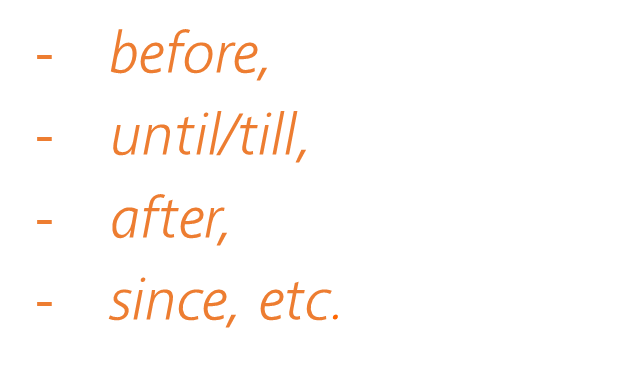 - before,
- until/till,
- after,
- since, etc.